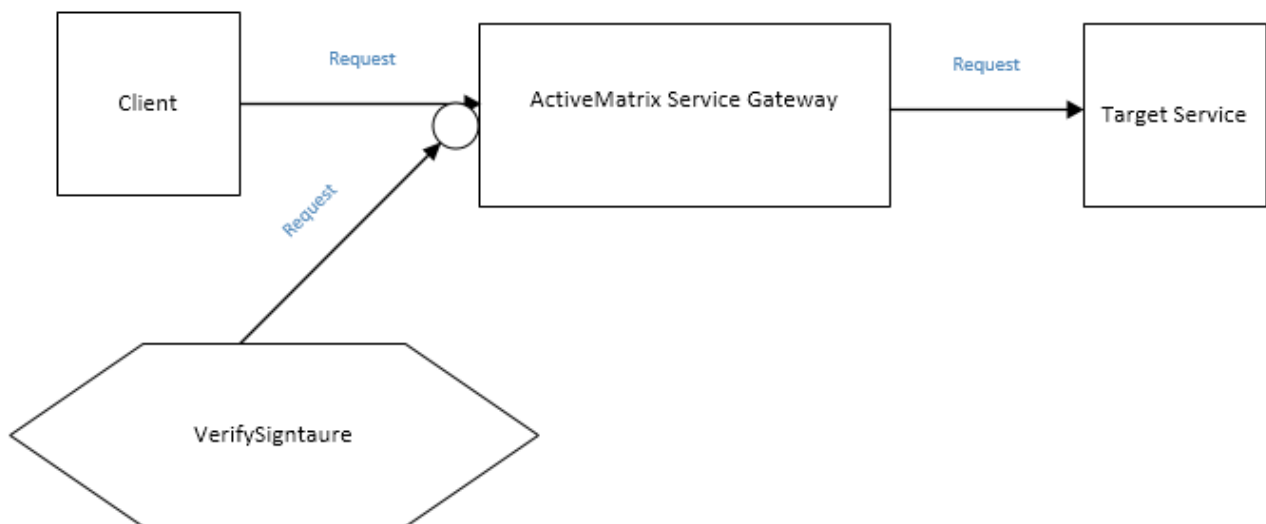 Request
Request
Client
ActiveMatrix Service Gateway
Target Service
Request
VerifySigntaure